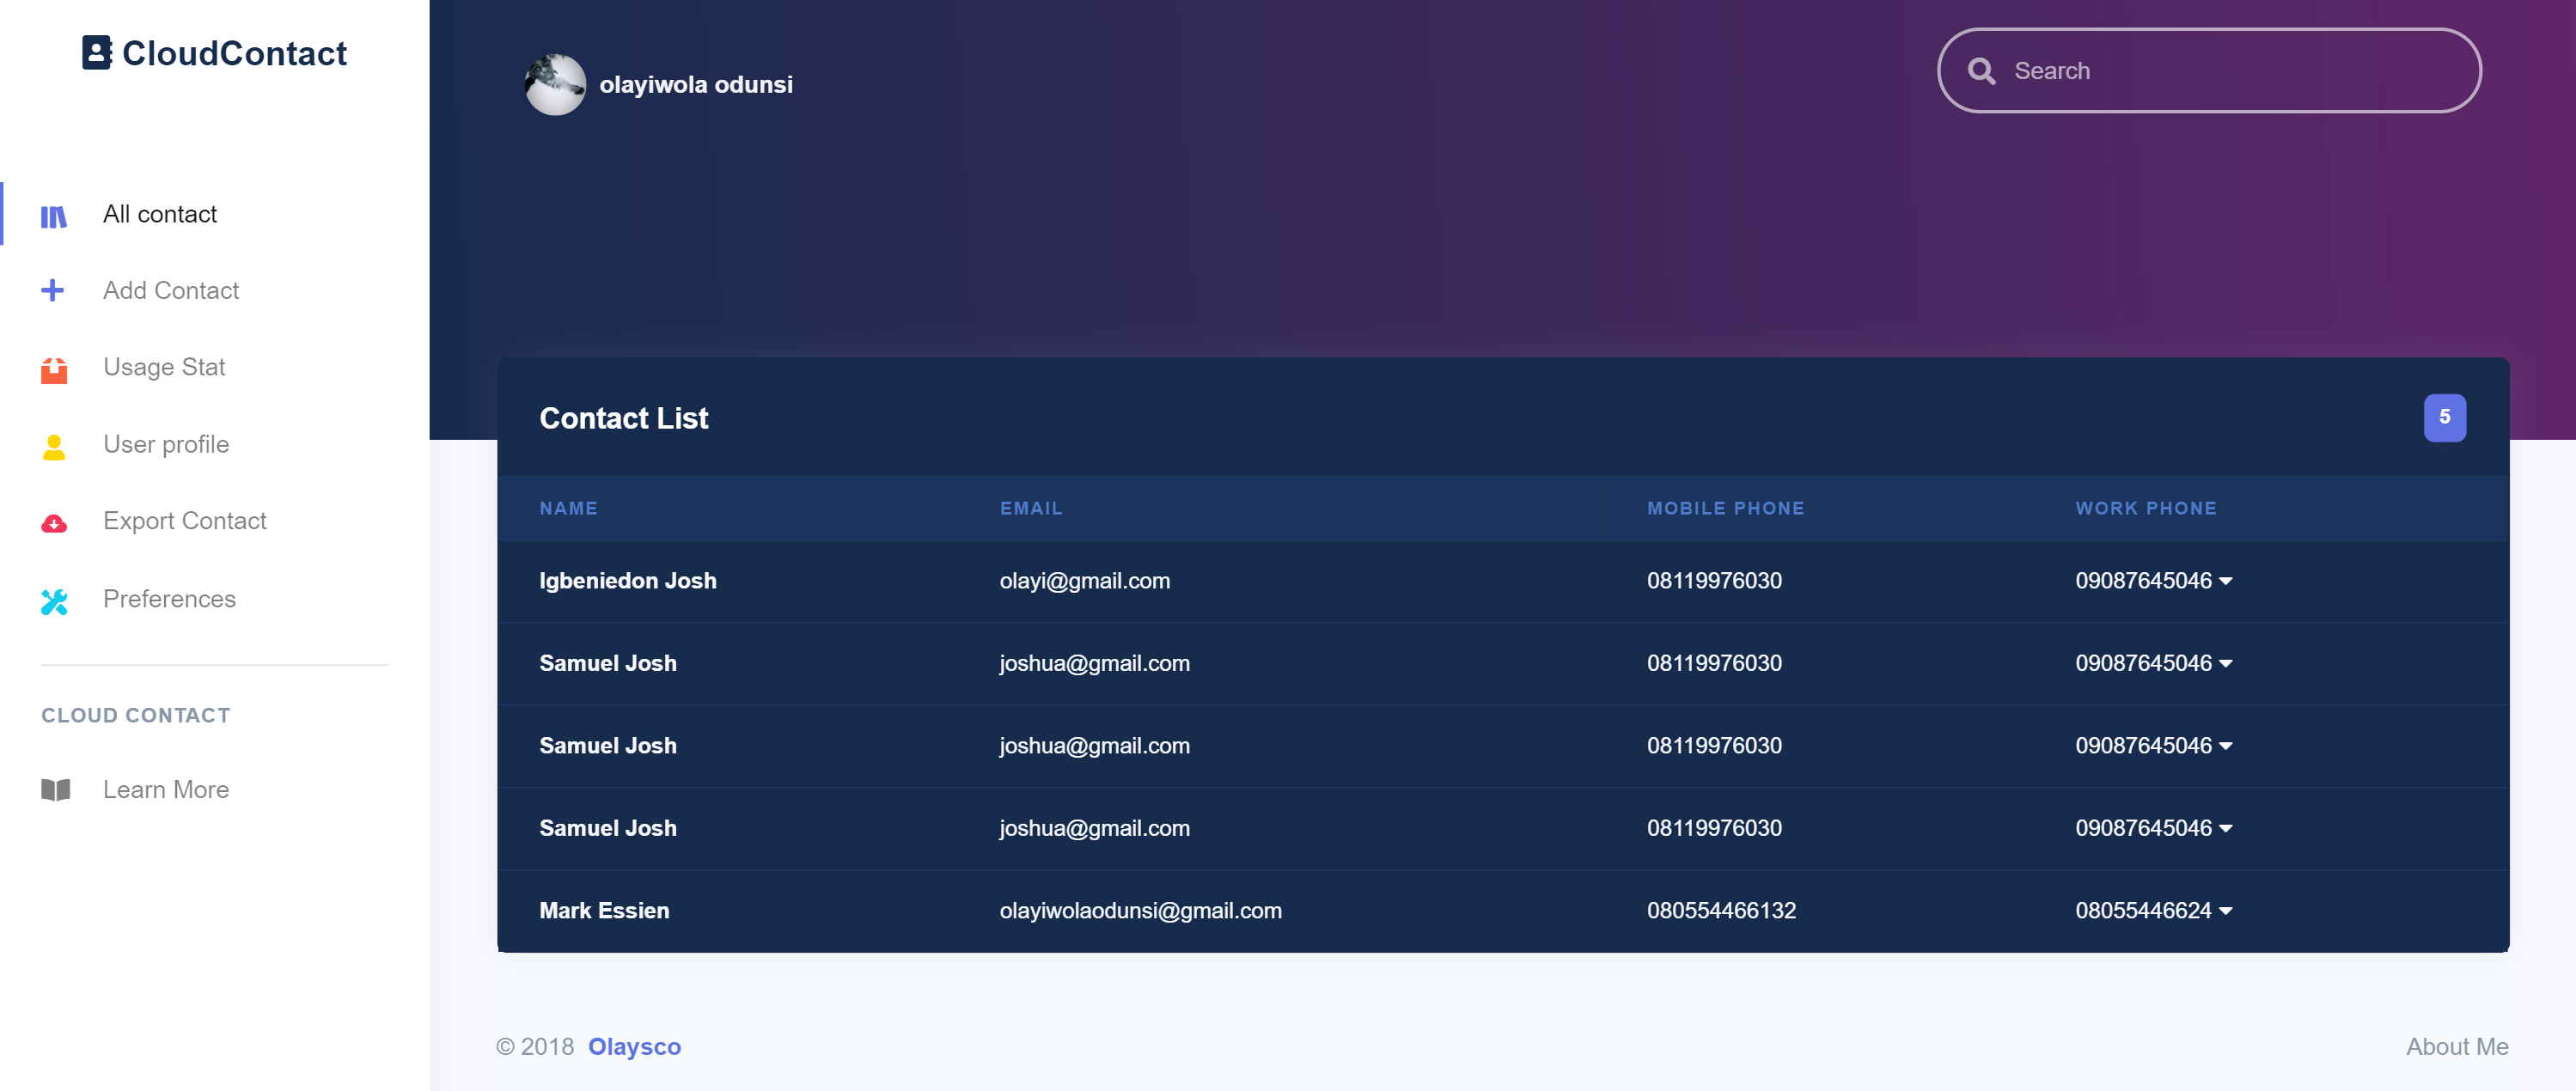 CloudContact
olayiwola odunsi
Search
All contact
Add Contact
Usage Stat
User profile
Export Contact
Preferences
CLOUD CONTACT
Learn More
Contact List 5
NAME EMAIL MOBILE PHONE WORK PHONE
Igbeniedon Josh olayi@gmail.com 08119976030 09087645046
Samuel Josh joshua@gmail.com 08119976030 09087645046
Samuel Josh joshua@gmail.com 08119976030 09087645046
Samuel Josh joshua@gmail.com 08119976030 09087645046
Mark Essien olayiwolaodunsi@gmail.com 080554466132 08055446624
© 2018 Olaysco
About Me